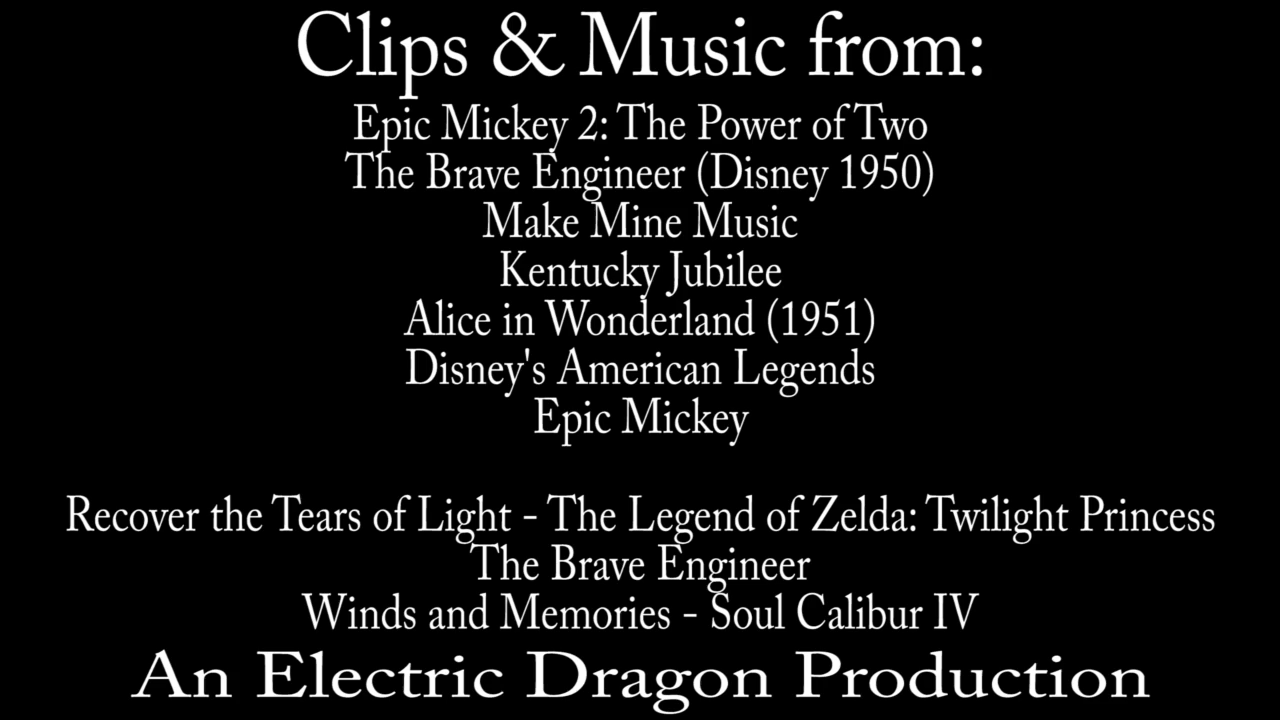 Clips & Music from:
Epic Mickey 2: The Power of Two
The Brave Engineer (Disney 1950)
Make Mine Music
Kentucky Jubilee
Alice in Wonderland (1951)
Disney's American Legends
Epic Mickey
Recover the Tears of Light - The Legend of Zelda: Twilight Princess
The Brave Engineer
Winds and Memories - Soul Calibur IV
An Electric Dragon Production